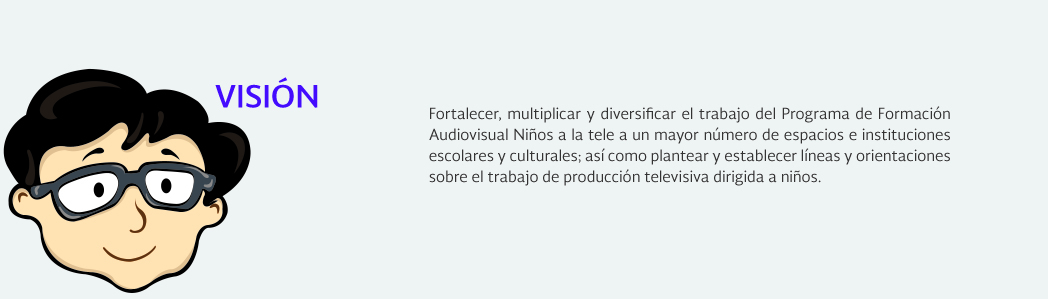 VISIÓN
Fortalecer, multiplicar y diversificar el trabajo del Programa de Formación
Audiovisual Niños a la tele a un mayor número de espacios e instituciones
escolares y culturales; así como plantear y establecer líneas y orientaciones
sobre el trabajo de producción televisiva dirigida a niños.